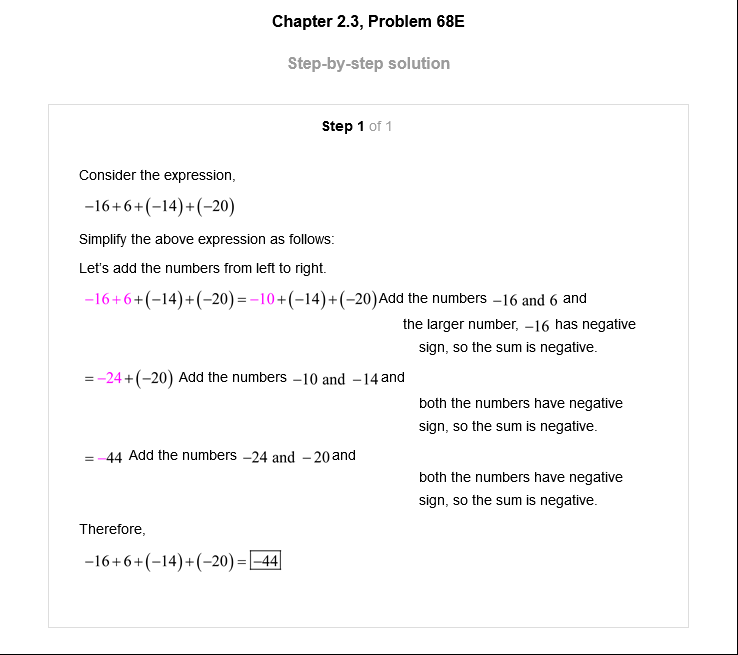 Chapter 2.3, Problem 68E
Step-by-step solution
Step 1 of 1
Consider the expression,
−16+6+(−14)+(−20)
Simplify the above expression as follows:
Let's add the numbers from left to right.
−16+6+(−14)+(−20)=−10+(−14)+(−20) Add the numbers −16 and 6 and
the larger number, −16 has negative
sign, so the sum is negative.
=−24+(−20) Add the numbers −10 and −14 and
both the numbers have negative
sign, so the sum is negative.
=−44 Add the numbers −24 and −20 and
both the numbers have negative
sign, so the sum is negative.
Therefore,
−16+6+(−14)+(−20)=−44